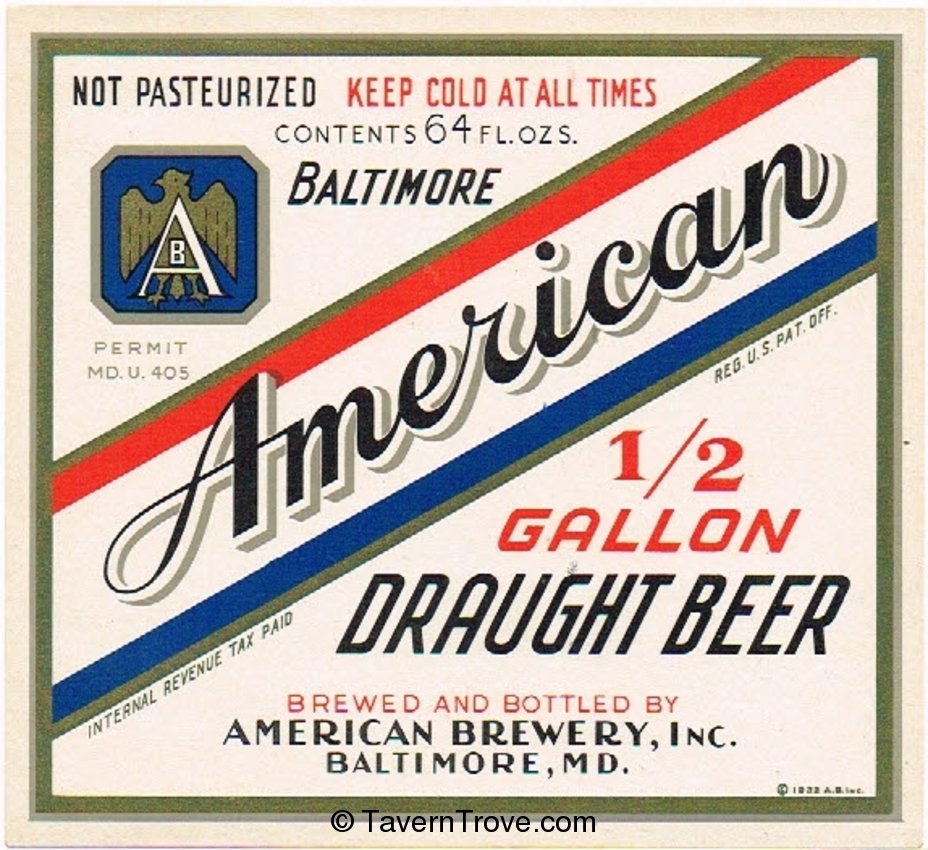 NOT PASTEURIZED KEEP COLD AT ALL TIMES
CONTENTS 64 FL. OZS.
BALTIMORE
A
B
PERMIT
MD. U. 405
American
REG. U.S. PAT. OFF.
1/2
GALLON
DRAUGHT BEER
INTERNAL REVENUE TAX PAID
BREWED AND BOTTLED BY
AMERICAN BREWERY, INC.
BALTIMORE, MD.
© A.B. INC.
© TavernTrove.com